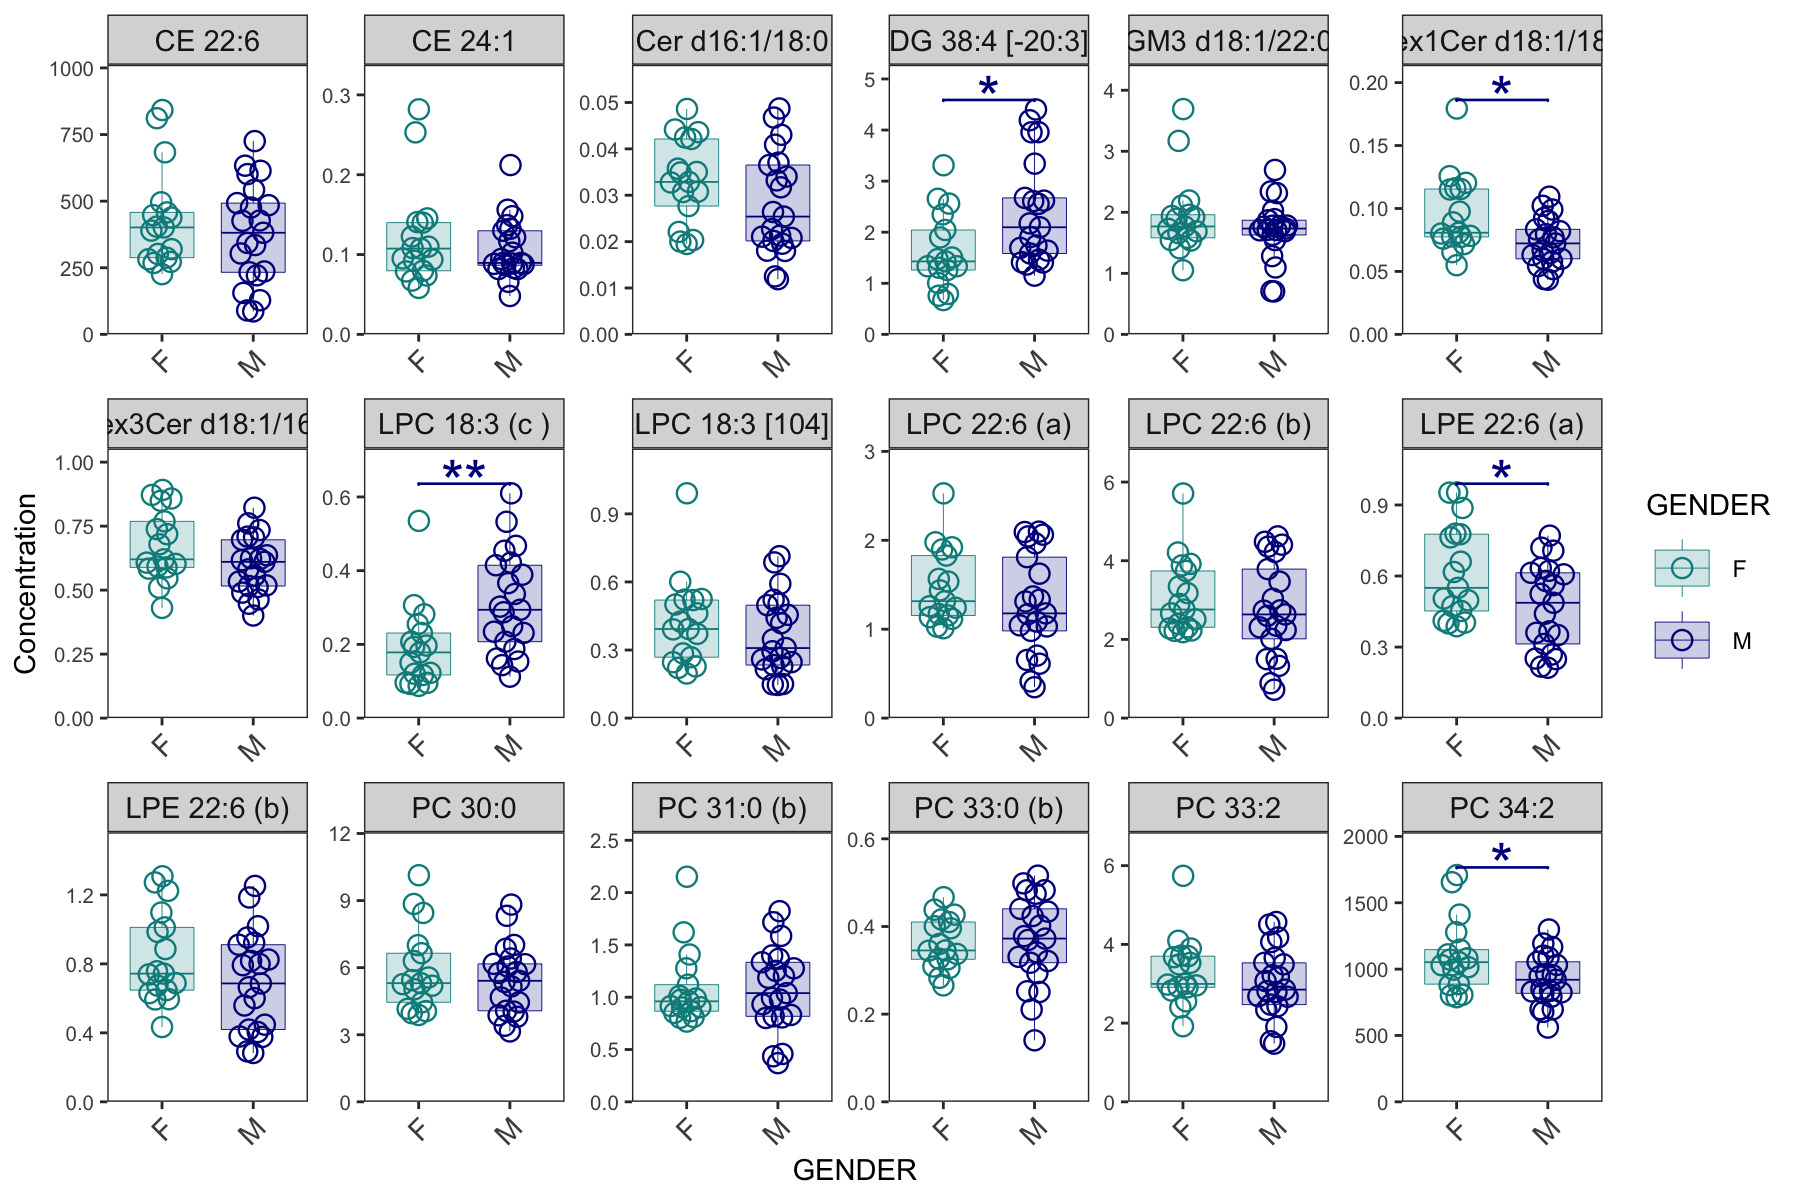 CE 22:6
CE 24:1
Cer d16:1/18:0
DG 38:4 [-20:3]
GM3 d18:1/22:0
ex1Cer d18:1/18
1000
750
500
250
0
0.3
0.2
0.1
0.0
0.05
0.04
0.03
0.02
0.01
0.00
5
4
3
2
1
0
*
4
3
2
1
0
0.20
0.15
0.10
0.05
0.00
*
F M
F M
F M
F M
F M
F M
ex3Cer d18:1/16
LPC 18:3 (c )
LPC 18:3 [104]
LPC 22:6 (a)
LPC 22:6 (b)
LPE 22:6 (a)
1.00
0.75
0.50
0.25
0.00
0.6
0.4
0.2
0.0
**
0.9
0.6
0.3
0.0
3
2
1
0
6
4
2
0
0.9
0.6
0.3
0.0
*
F M
F M
F M
F M
F M
F M
LPE 22:6 (b)
PC 30:0
PC 31:0 (b)
PC 33:0 (b)
PC 33:2
PC 34:2
1.2
0.8
0.4
0.0
12
9
6
3
0
2.5
2.0
1.5
1.0
0.5
0.0
0.6
0.4
0.2
0.0
6
4
2
0
2000
1500
1000
500
0
*
F M
F M
F M
F M
F M
F M
Concentration
GENDER
GENDER
F
M